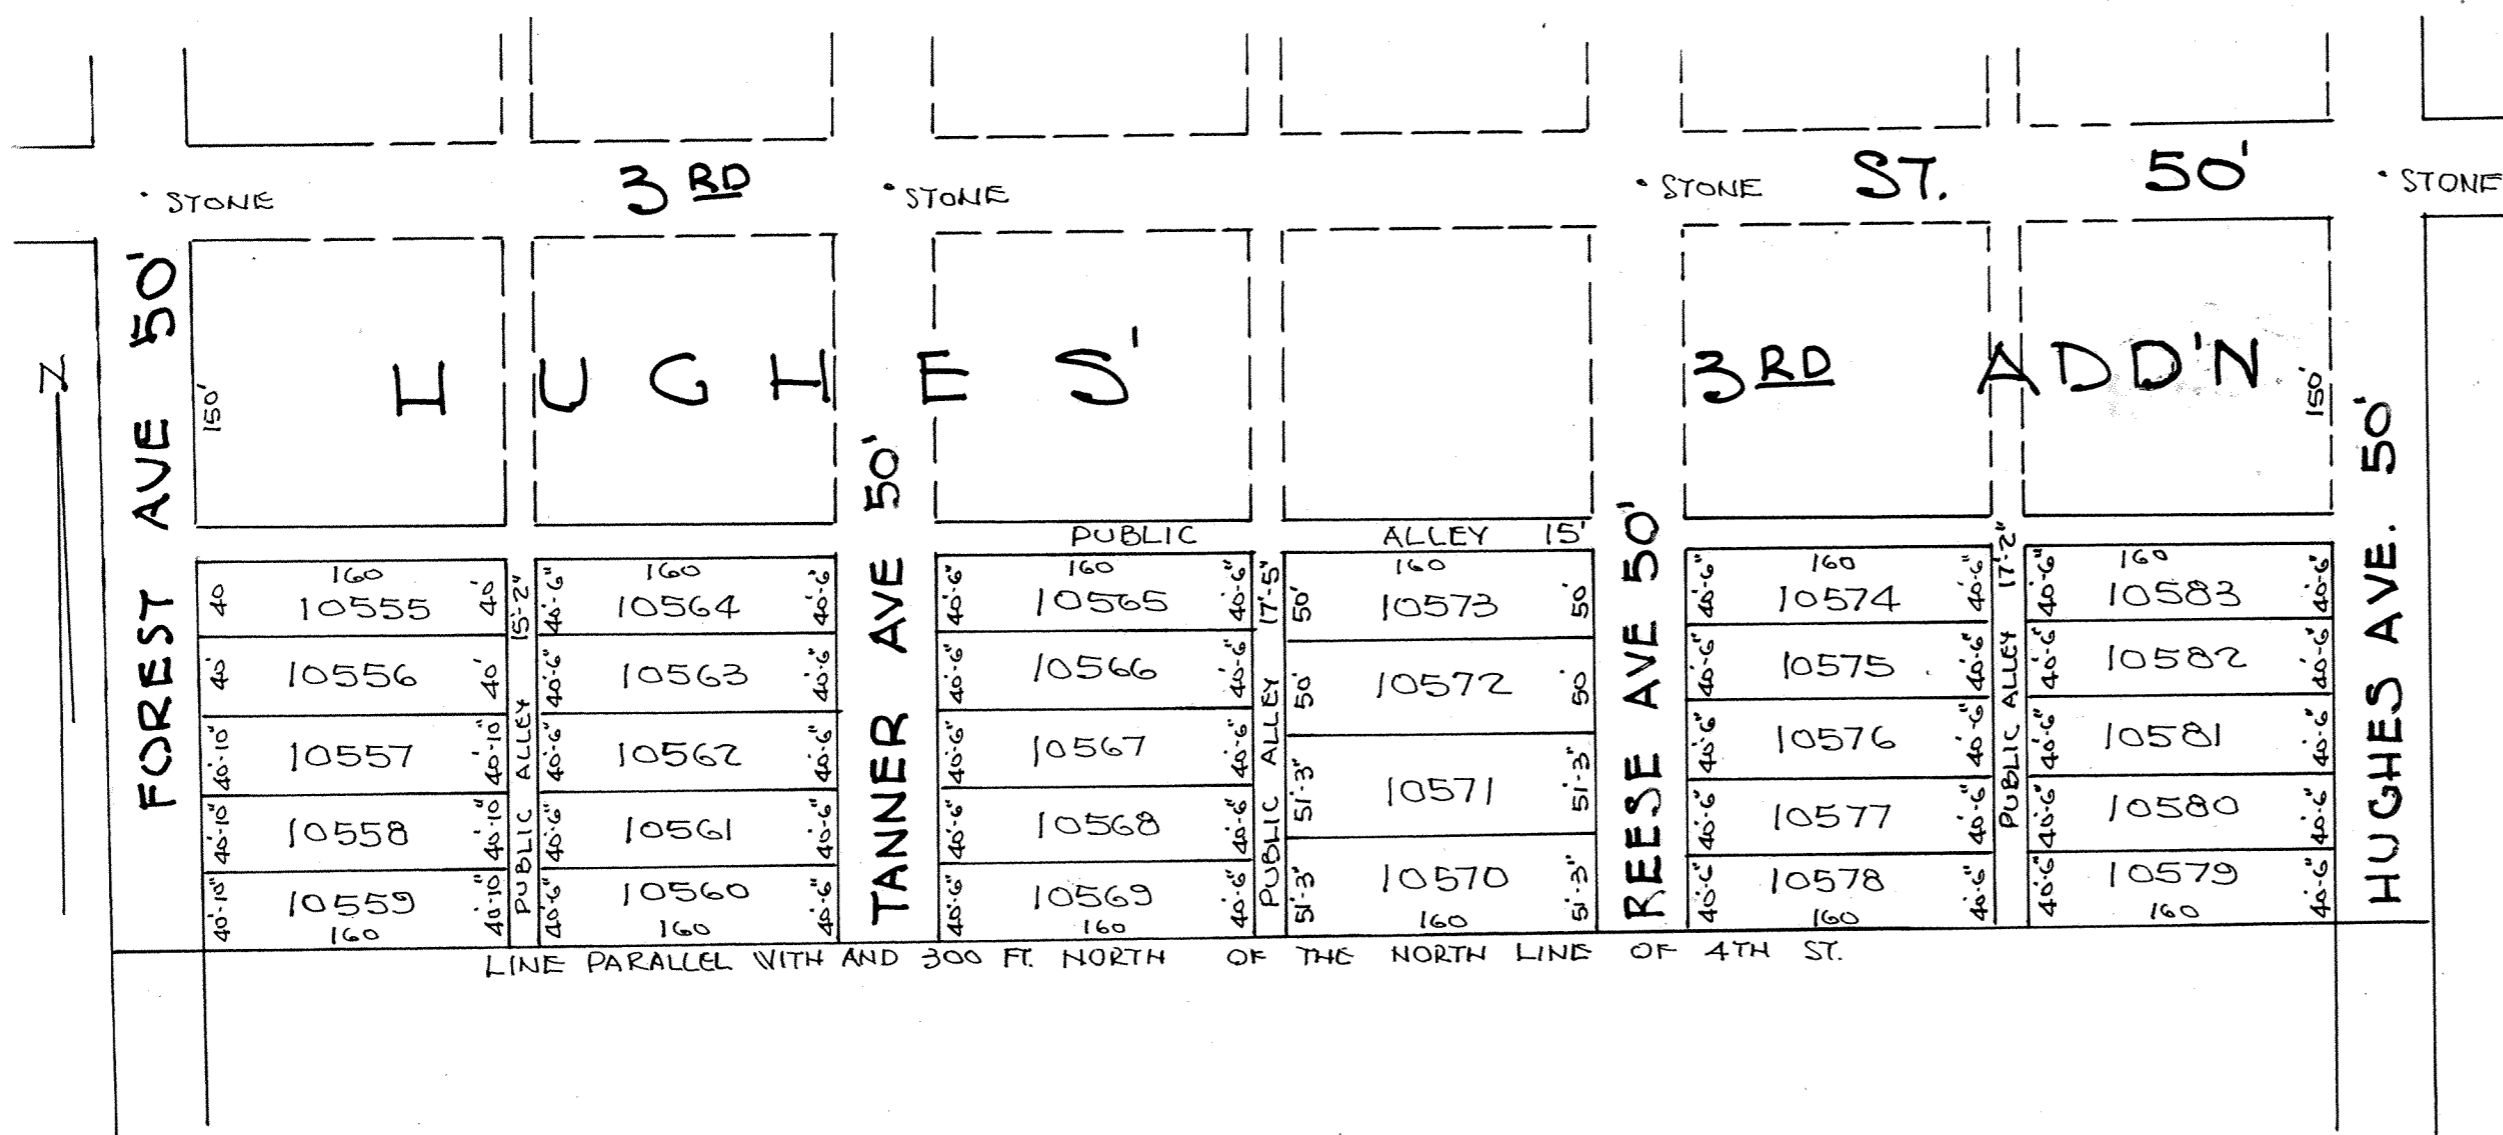 • STONE 3 RD • STONE • STONE ST. 50' • STONE
FOREST AVE 50'
N
150'
HUGHES' 3 RD ADD'N
150'
TANNER AVE 50'
REESE AVE 50'
HUGHES AVE. 50'
PUBLIC ALLEY 15'
160
40 10555 40'
40' 10556 40'
40'-10" 10557 40'-10"
40'-10" 10558 40'-10"
40'-10" 10559 40'-10
160
PUBLIC ALLEY 15'-2"
160
40'-6" 10564 40'-6"
40'-6" 10563 40'-6"
40'-6" 10562 40'-6"
40'-6" 10561 40'-6"
40'-6" 10560 40'-6"
160
160
40'-6" 10565 40'-6"
40'-6" 10566 40'-6"
40'-6" 10567 40'-6"
40'-6" 10568 40'-6"
40'-6" 10569 40'-6"
160
PUBLIC ALLEY 17'-5"
160
50' 10573 50'
50' 10572 50'
51'-3" 10571 51'-3"
51'-3" 10570 51'-3"
160
160
40'-6" 10574 40'-6"
40'-6" 10575 40'-6"
40'6" 10576 40'-6"
40'-6" 10577 40'-6"
40'-6" 10578 40'-6"
160
PUBLIC ALLEY 17'-2"
160
40'-6" 10583 40'-6"
40'-6" 10582 40'-6"
40'-6" 10581 40'-6"
40'-6" 10580 40'-6"
40'-6" 10579 40'-6"
160
LINE PARALLEL WITH AND 300 FT. NORTH OF THE NORTH LINE OF 4TH ST.